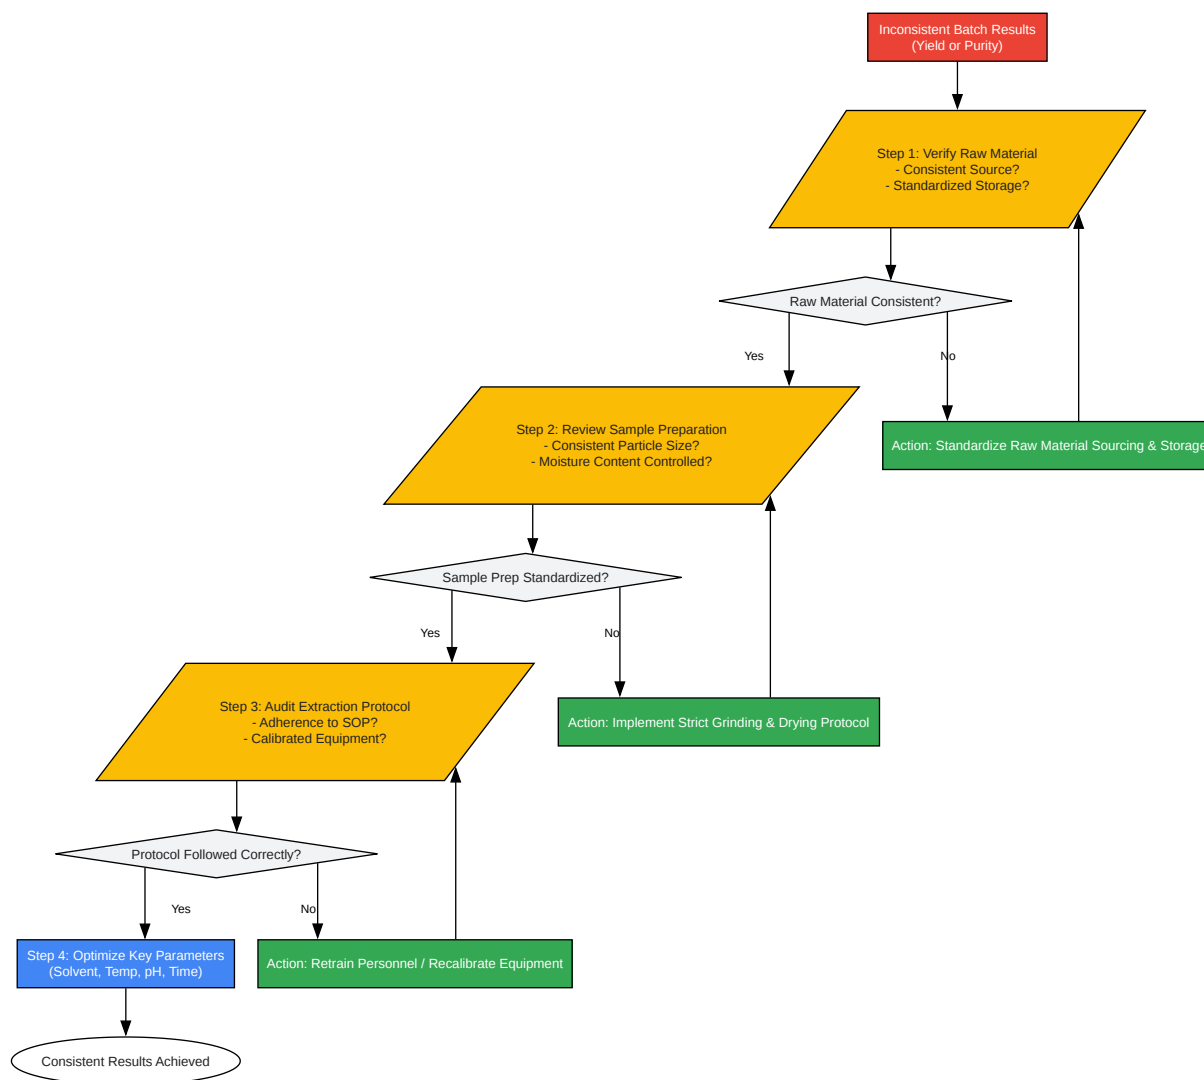 Inconsistent Batch Results
(Yield or Purity)
Step 1: Verify Raw Material
- Consistent Source?
- Standardized Storage?
Raw Material Consistent?
Yes
No
Step 2: Review Sample Preparation
- Consistent Particle Size?
- Moisture Content Controlled?
Action: Standardize Raw Material Sourcing & Storage
Sample Prep Standardized?
Yes
No
Step 3: Audit Extraction Protocol
- Adherence to SOP?
- Calibrated Equipment?
Action: Implement Strict Grinding & Drying Protocol
Protocol Followed Correctly?
Yes
No
Step 4: Optimize Key Parameters
(Solvent, Temp, pH, Time)
Action: Retrain Personnel / Recalibrate Equipment
Consistent Results Achieved